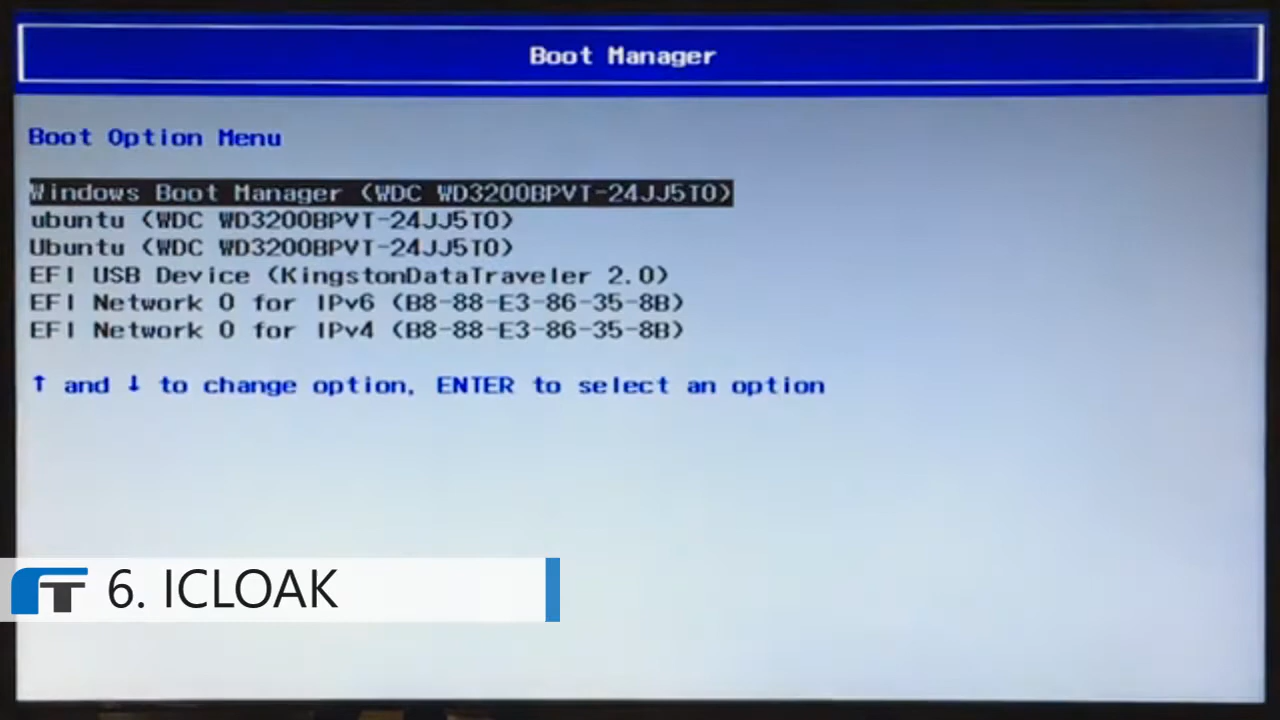 Boot Manager
Boot Option Menu
Windows Boot Manager (WDC WD3200BPVT-24JJ5T0)
ubuntu (WDC WD3200BPVT-24JJ5T0)
Ubuntu (WDC WD3200BPVT-24JJ5T0)
EFI USB Device (KingstonDataTraveler 2.0)
EFI Network 0 for IPv6 (B8-88-E3-86-35-8B)
EFI Network 0 for IPv4 (B8-88-E3-86-35-8B)
↑ and ↓ to change option, ENTER to select an option
6. ICLOAK